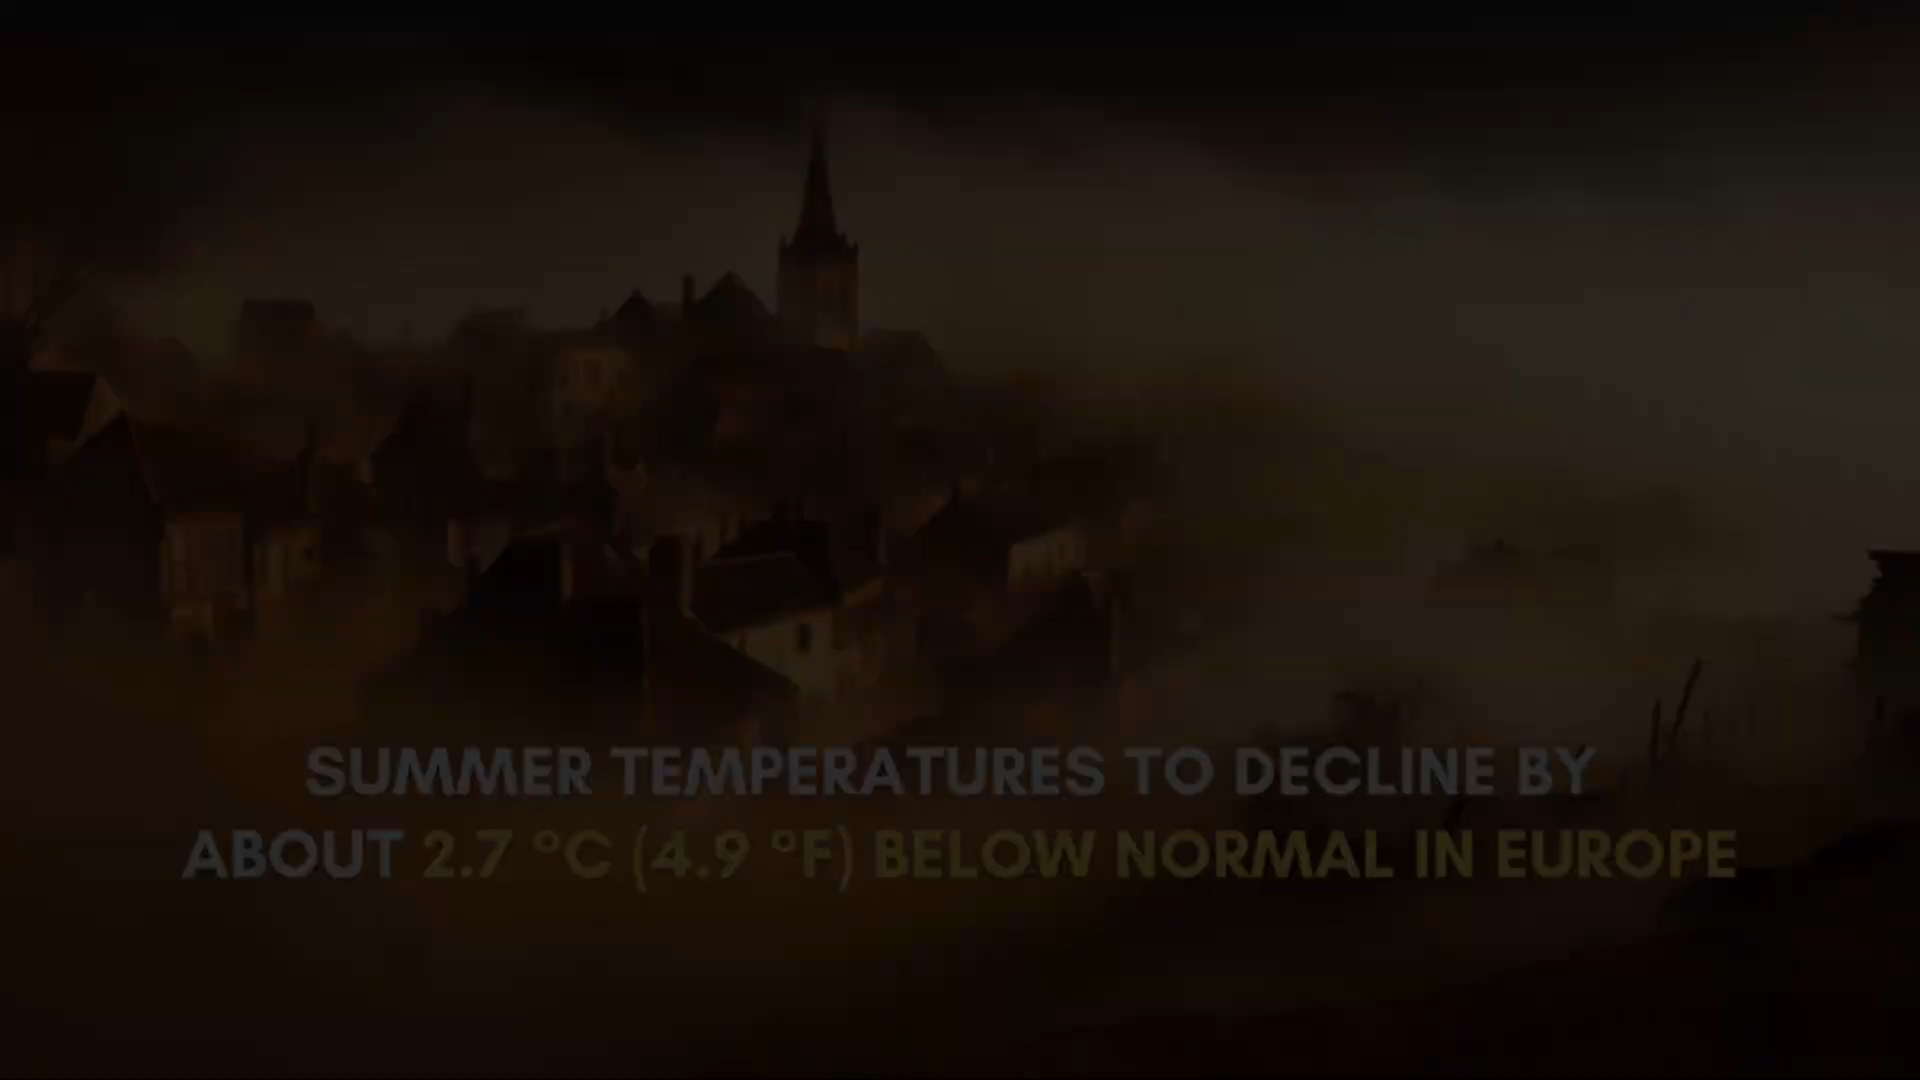 SUMMER TEMPERATURES TO DECLINE BY
ABOUT 2.7 °C (4.9 °F) BELOW NORMAL IN EUROPE